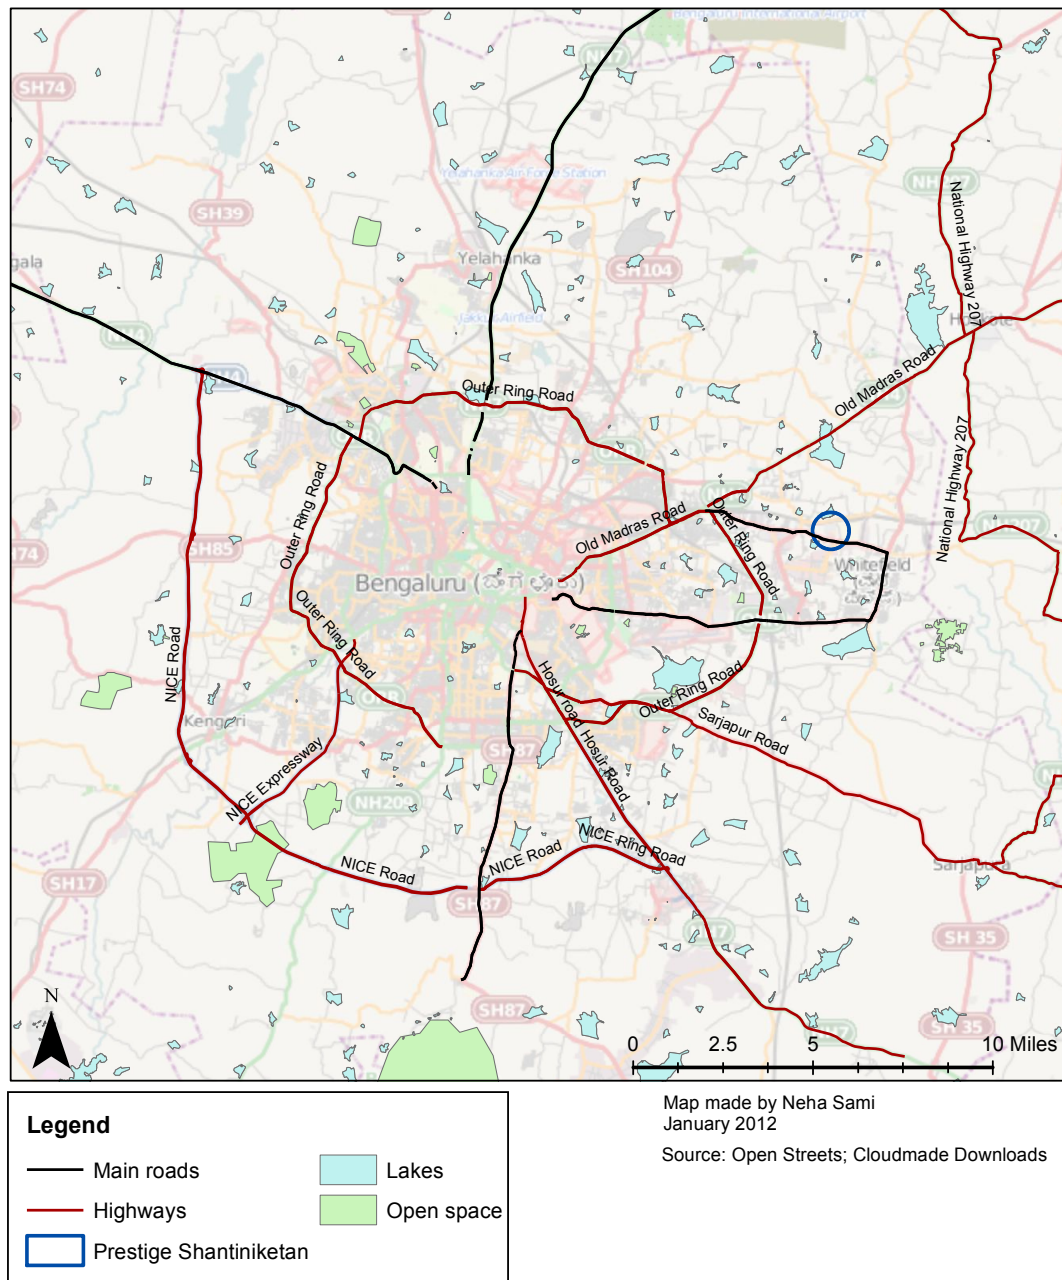 Bengaluru International Airport
NH7
SH74
NH207
Yelahanka Air Force Station
SH39
National Highway 207
Yelahanka
SH104
gala
Jakkur Airfield
NH4
Hoskote
Old Madras Road
Outer Ring Road
National Highway 207
Outer Ring Road
Old Madras Road
Outer Ring Road
SH85
Bengaluru
Whitefield
Outer Ring Road
NICE Road
Hosur road
Outer Ring Road
Sarjapur Road
Kengeri
SH87
Hosur Road
NICE Expressway
NH209
NICE Ring Road
NICE Road
NICE Road
Sarjapura
SH17
SH87
SH 35
N
SH87
SH 35
0 2.5 5 10 Miles
Map made by Neha Sami
January 2012
Source: Open Streets; Cloudmade Downloads
Legend
Main roads
Lakes
Highways
Open space
Prestige Shantiniketan